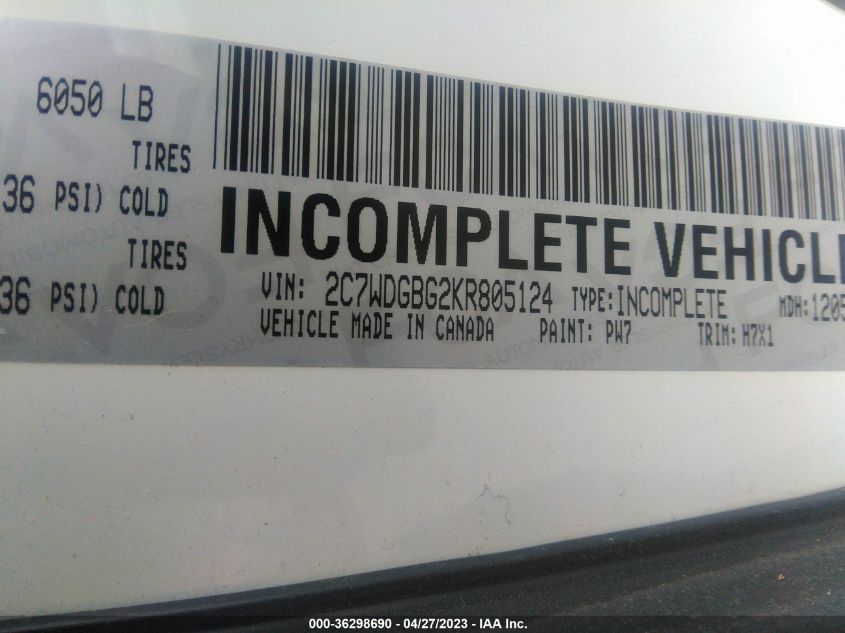 6050 LB
TIRES
36 PSI) COLD
TIRES
36 PSI) COLD
INCOMPLETE VEHICLE
VIN: 2C7WDGBG2KR805124 TYPE:INCOMPLETE MDH:1205
VEHICLE MADE IN CANADA PAINT: PW7 TRIM: H7X1
000-36298690 - 04/27/2023 - IAA Inc.